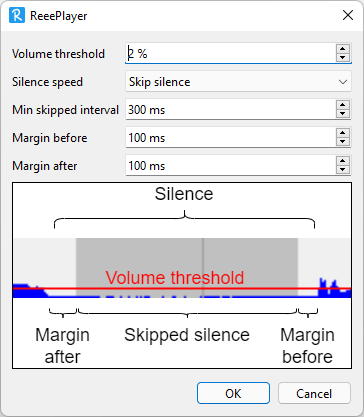 ReeePlayer
Volume threshold 2 %
Silence speed Skip silence
Min skipped interval 300 ms
Margin before 100 ms
Margin after 100 ms
Silence
Volume threshold
Margin after Skipped silence Margin before
OK Cancel